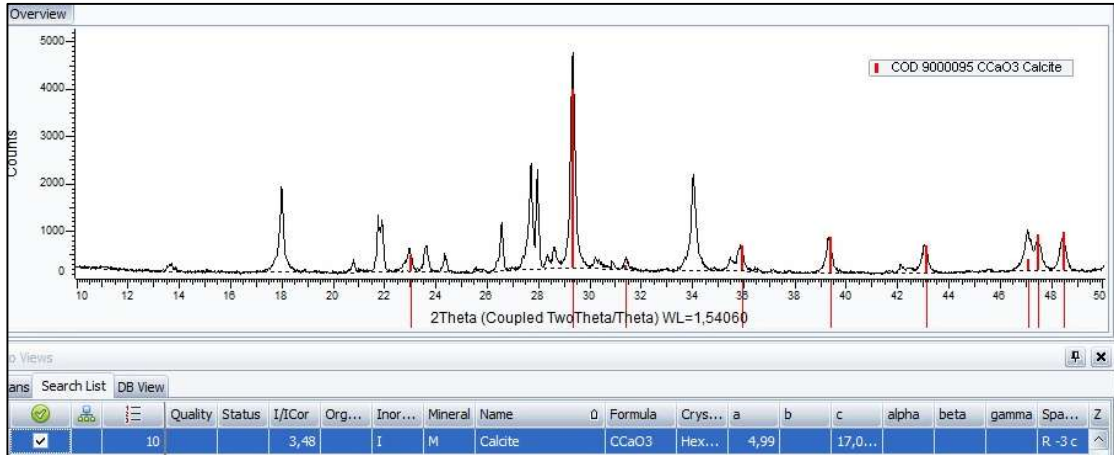 Overview
5000
4000
3000
2000
1000
0
Counts
COD 9000095 CCaO3 Calcite
10 12 14 16 18 20 22 24 26 28 30 32 34 36 38 40 42 44 46 48 50
2Theta (Coupled TwoTheta/Theta) WL=1,54060
Views
Search List DB View
Quality Status I/ICor Org... Inor... Mineral Name Formula Crys... a b c alpha beta gamma Spa... Z
10 3,48 I M Calcite CCaO3 Hex... 4,99 17,0... R -3 c